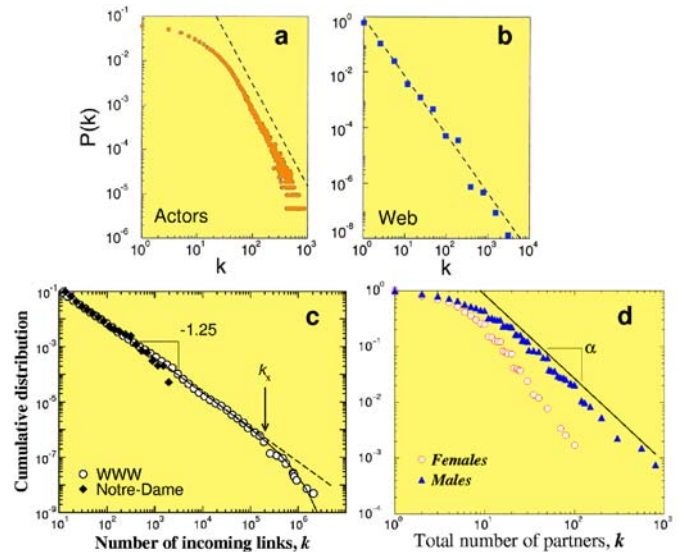 a
10^-1
10^-2
10^-3
10^-4
10^-5
10^-6
P(k)
Actors
10^0 10^1 10^2 10^3
k
b
10^0
10^-2
10^-4
10^-6
10^-8
Web
10^0 10^1 10^2 10^3 10^4
k
c
10^-1
10^-3
10^-5
10^-7
10^-9
Cumulative distribution
-1.25
k_x
WWW
Notre-Dame
10^1 10^2 10^3 10^4 10^5 10^6
Number of incoming links, k
d
10^0
10^-1
10^-2
10^-3
10^-4
α
Females
Males
10^0 10^1 10^2 10^3
Total number of partners, k